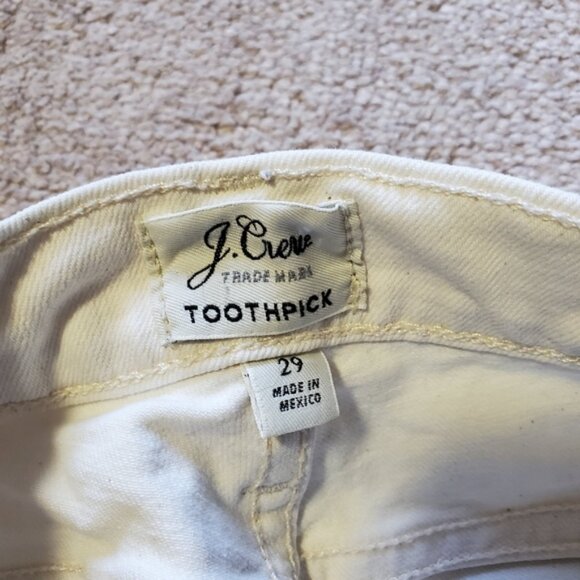 J.Crew
TRADE MARK
TOOTHPICK
29
MADE IN
MEXICO